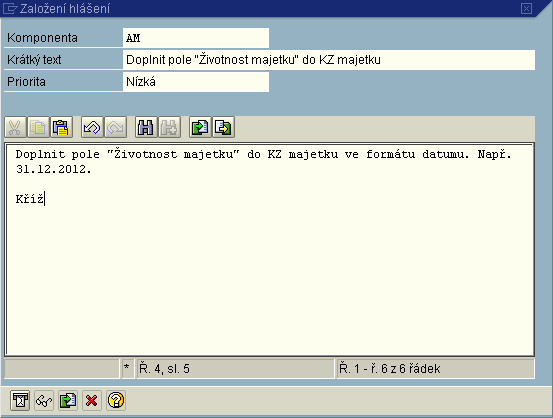 Založení hlášení
Komponenta AM
Krátký text Doplnit pole "Životnost majetku" do KZ majetku
Priorita Nízká
Doplnit pole "Životnost majetku" do KZ majetku ve formátu datumu. Např.
31.12.2012.
Kříž
* Ř. 4, sl. 5 Ř. 1 - ř. 6 z 6 řádek